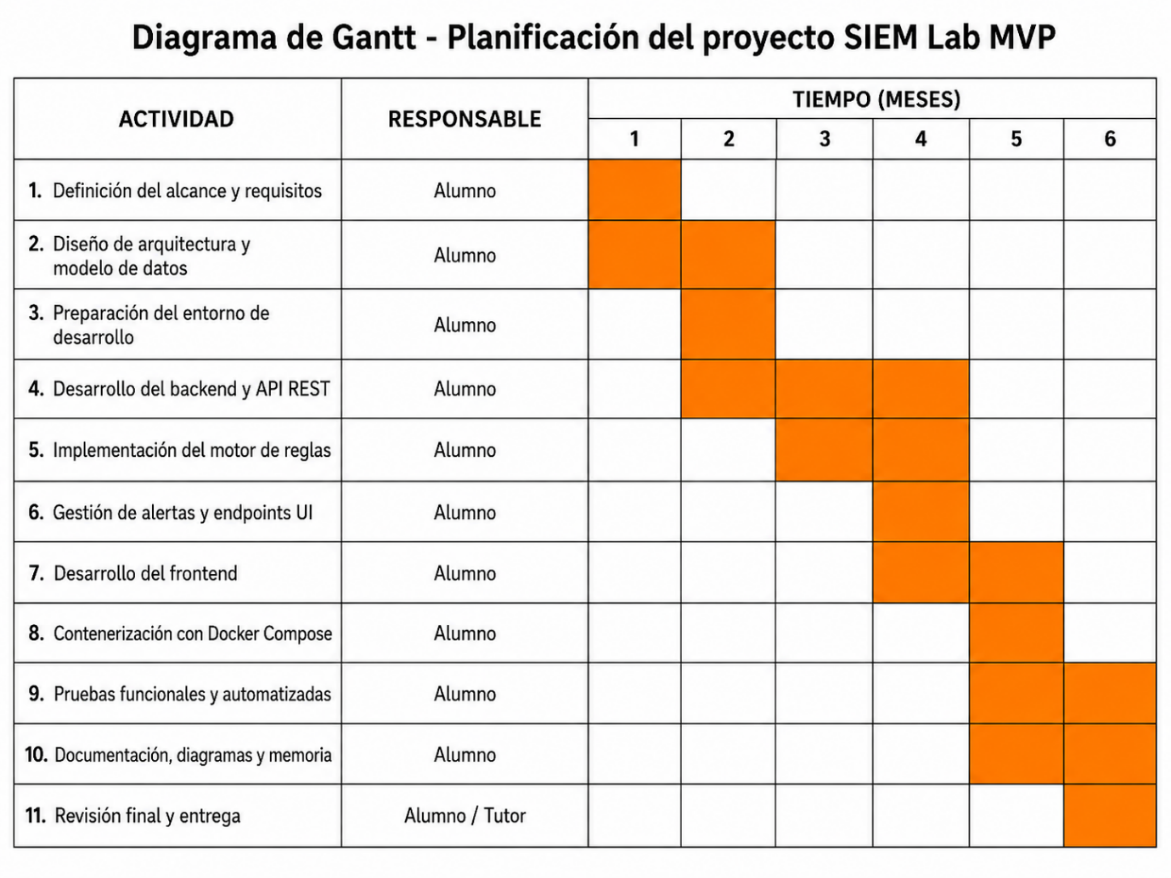 Diagrama de Gantt - Planificación del proyecto SIEM Lab MVP
ACTIVIDAD
RESPONSABLE
TIEMPO (MESES)
1 2 3 4 5 6
1. Definición del alcance y requisitos Alumno
2. Diseño de arquitectura y
modelo de datos
Alumno
3. Preparación del entorno de
desarrollo
Alumno
4. Desarrollo del backend y API REST Alumno
5. Implementación del motor de reglas Alumno
6. Gestión de alertas y endpoints UI Alumno
7. Desarrollo del frontend Alumno
8. Contenerización con Docker Compose Alumno
9. Pruebas funcionales y automatizadas Alumno
10. Documentación, diagramas y memoria Alumno
11. Revisión final y entrega Alumno / Tutor